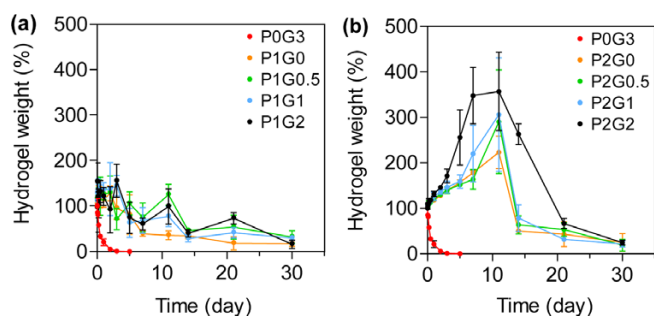 (a)
Hydrogel weight (%)
500
400
300
200
100
0
0
10
20
30
Time (day)
P0G3
P1G0
P1G0.5
P1G1
P1G2
(b)
Hydrogel weight (%)
500
400
300
200
100
0
0
10
20
30
Time (day)
P0G3
P2G0
P2G0.5
P2G1
P2G2